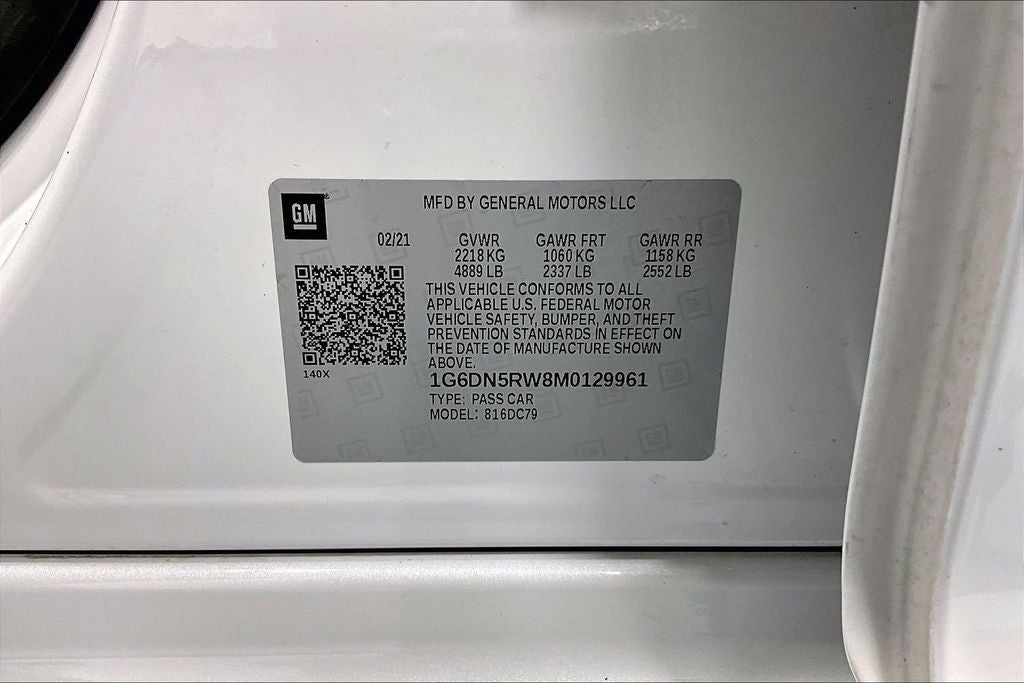 GM
MFD BY GENERAL MOTORS LLC
02/21 GVWR GAWR FRT GAWR RR
2218 KG 1060 KG 1158 KG
4889 LB 2337 LB 2552 LB
THIS VEHICLE CONFORMS TO ALL
APPLICABLE U.S. FEDERAL MOTOR
VEHICLE SAFETY, BUMPER, AND THEFT
PREVENTION STANDARDS IN EFFECT ON
THE DATE OF MANUFACTURE SHOWN
ABOVE.
140X
1G6DN5RW8M0129961
TYPE: PASS CAR
MODEL: 816DC79